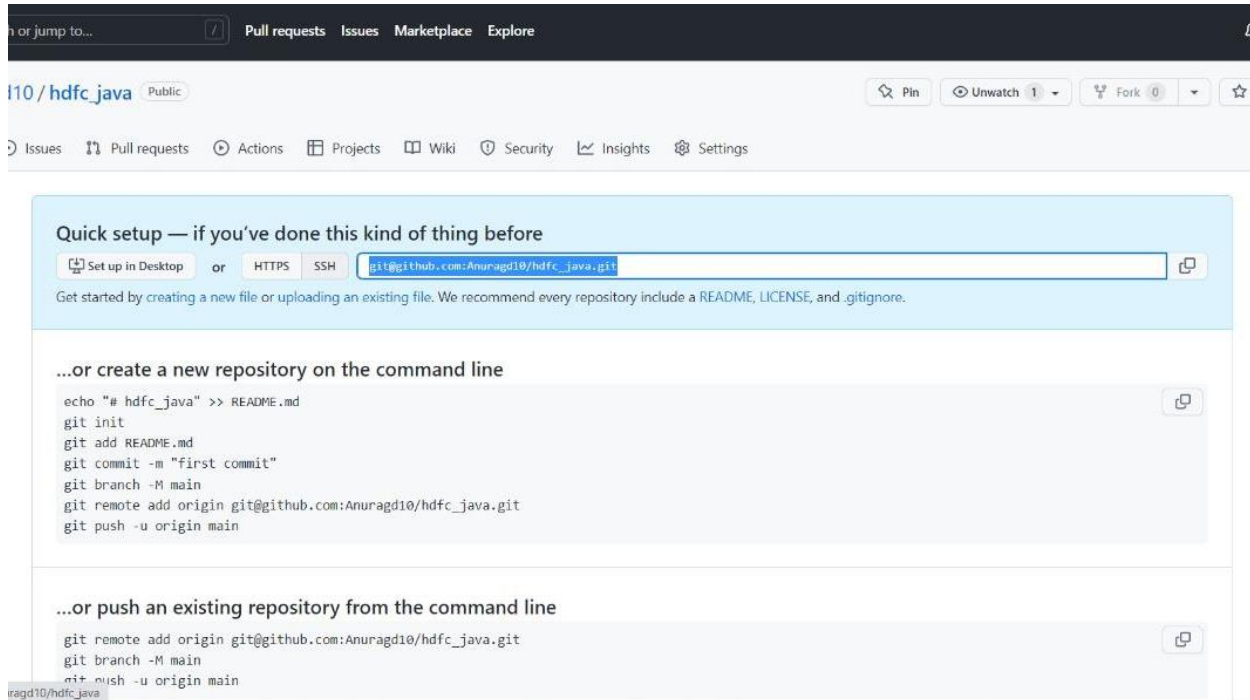 h or jump to... / Pull requests Issues Marketplace Explore
d10 / hdfc_java Public Pin Unwatch 1 Fork 0
Issues Pull requests Actions Projects Wiki Security Insights Settings
Quick setup — if you've done this kind of thing before
Set up in Desktop or HTTPS SSH git@github.com:Anuragd10/hdfc_java.git
Get started by creating a new file or uploading an existing file. We recommend every repository include a README, LICENSE, and .gitignore.
...or create a new repository on the command line
echo "# hdfc_java" >> README.md
git init
git add README.md
git commit -m "first commit"
git branch -M main
git remote add origin git@github.com:Anuragd10/hdfc_java.git
git push -u origin main
...or push an existing repository from the command line
git remote add origin git@github.com:Anuragd10/hdfc_java.git
git branch -M main
git push -u origin main
uragd10/hdfc_java